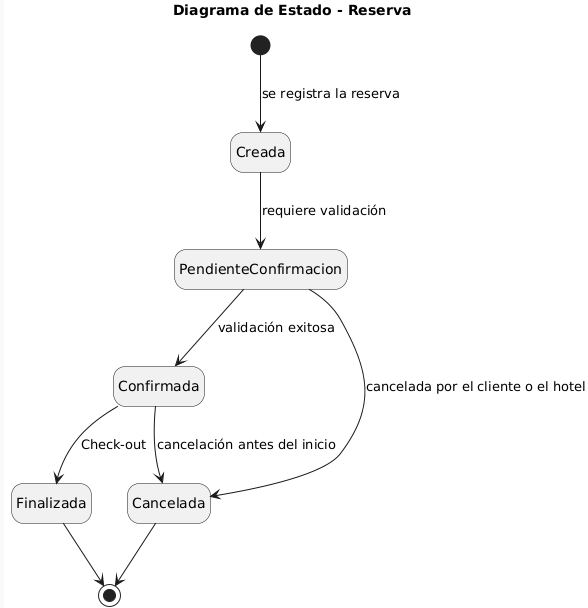 Diagrama de Estado - Reserva
se registra la reserva
Creada
requiere validación
PendienteConfirmacion
validación exitosa
Confirmada
cancelada por el cliente o el hotel
Check-out
cancelación antes del inicio
Finalizada
Cancelada